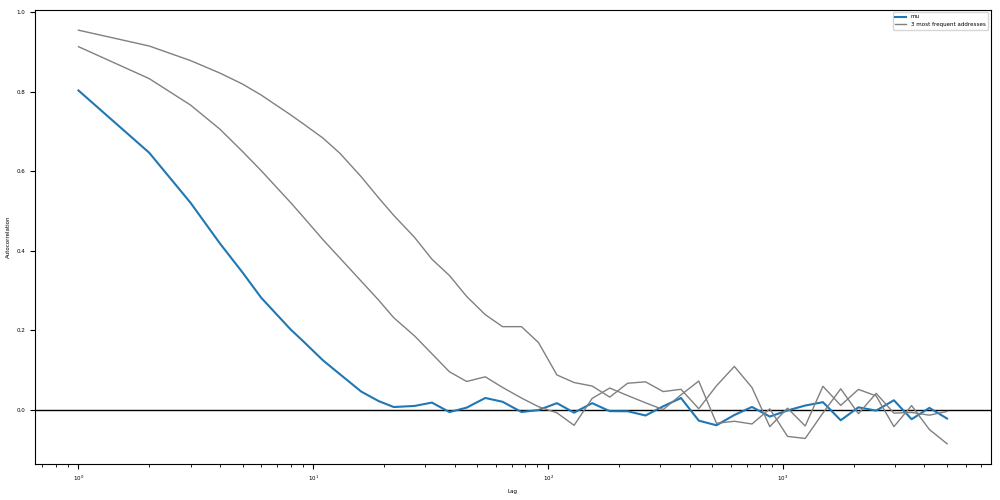 mu
3 most frequent addresses
1.0
0.8
0.6
0.4
0.2
0.0
Autocorrelation
10⁰
10¹
10²
10³
Lag